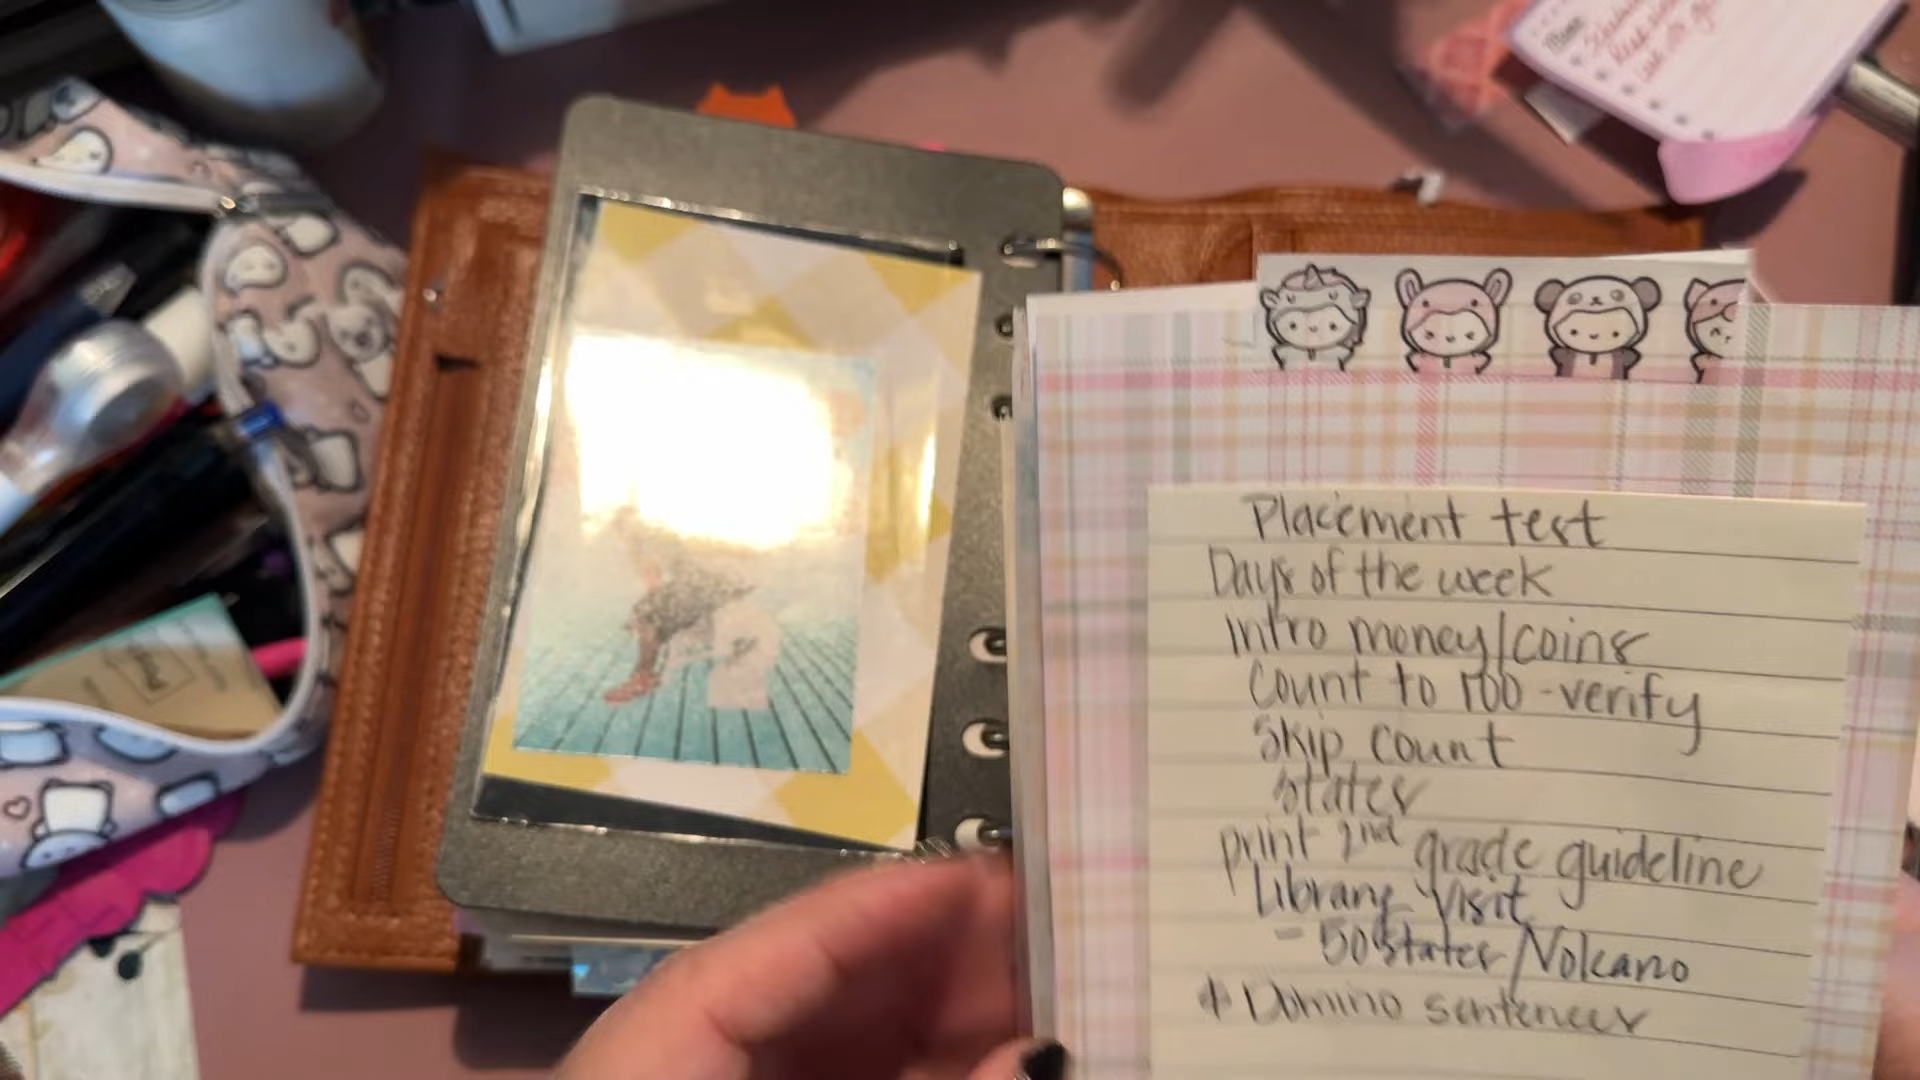 Placement test
Days of the week
Intro money/coins
Count to 100 - verify
Skip count
States
print 2nd grade guideline
Library Visit
- 50 states/Volcano
* Domino sentences